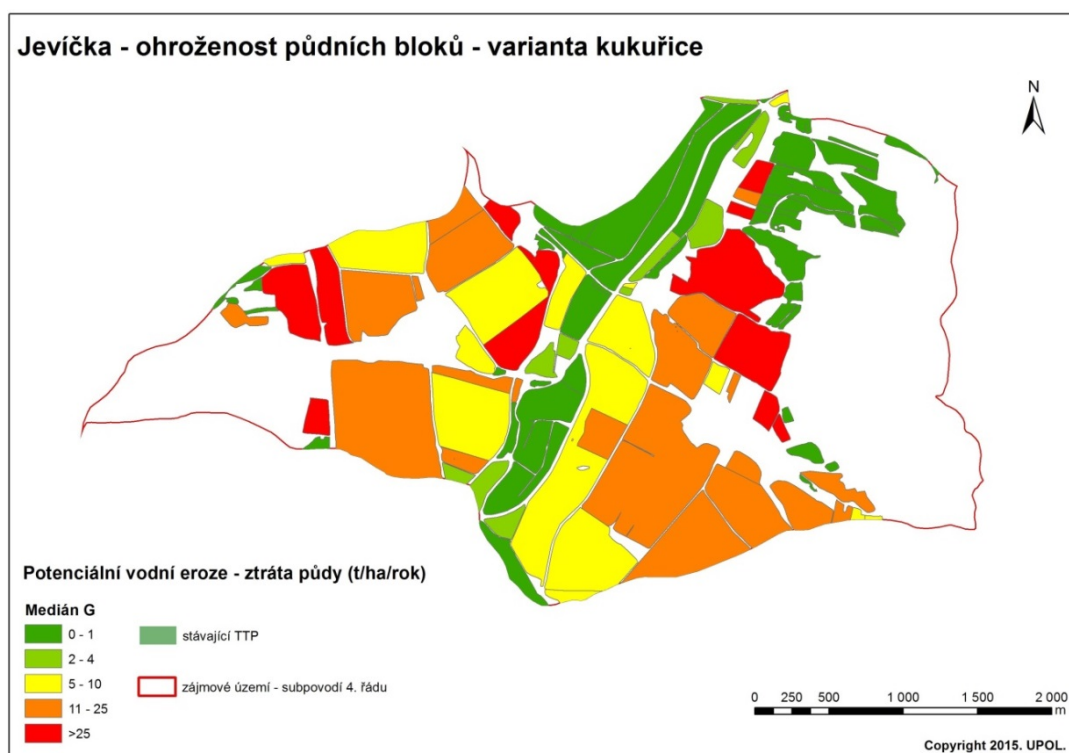 Jevíčka - ohroženost půdních bloků - varianta kukuřice
N
Potenciální vodní eroze - ztráta půdy (t/ha/rok)
Medián G
0 - 1
2 - 4
5 - 10
11 - 25
>25
stávající TTP
zájmové území - subpovodí 4. řádu
0 250 500 1 000 1 500 2 000
m
Copyright 2015. UPOL.